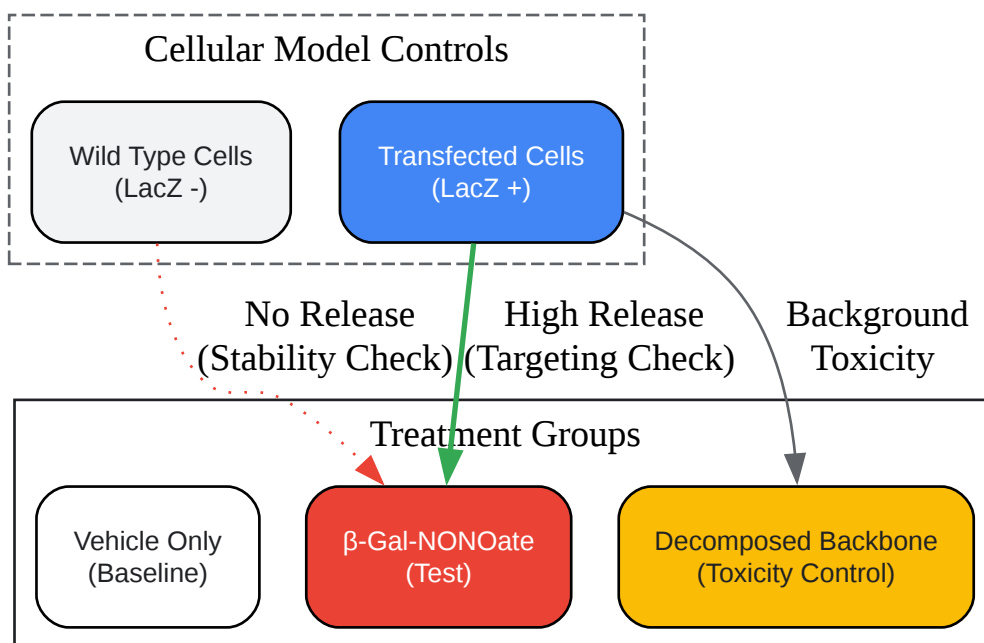 Cellular Model Controls
Wild Type Cells
(LacZ -)
Transfected Cells
(LacZ +)
No Release
(Stability Check)
High Release
(Targeting Check)
Background
Toxicity
Treatment Groups
Vehicle Only
(Baseline)
β-Gal-NONOate
(Test)
Decomposed Backbone
(Toxicity Control)